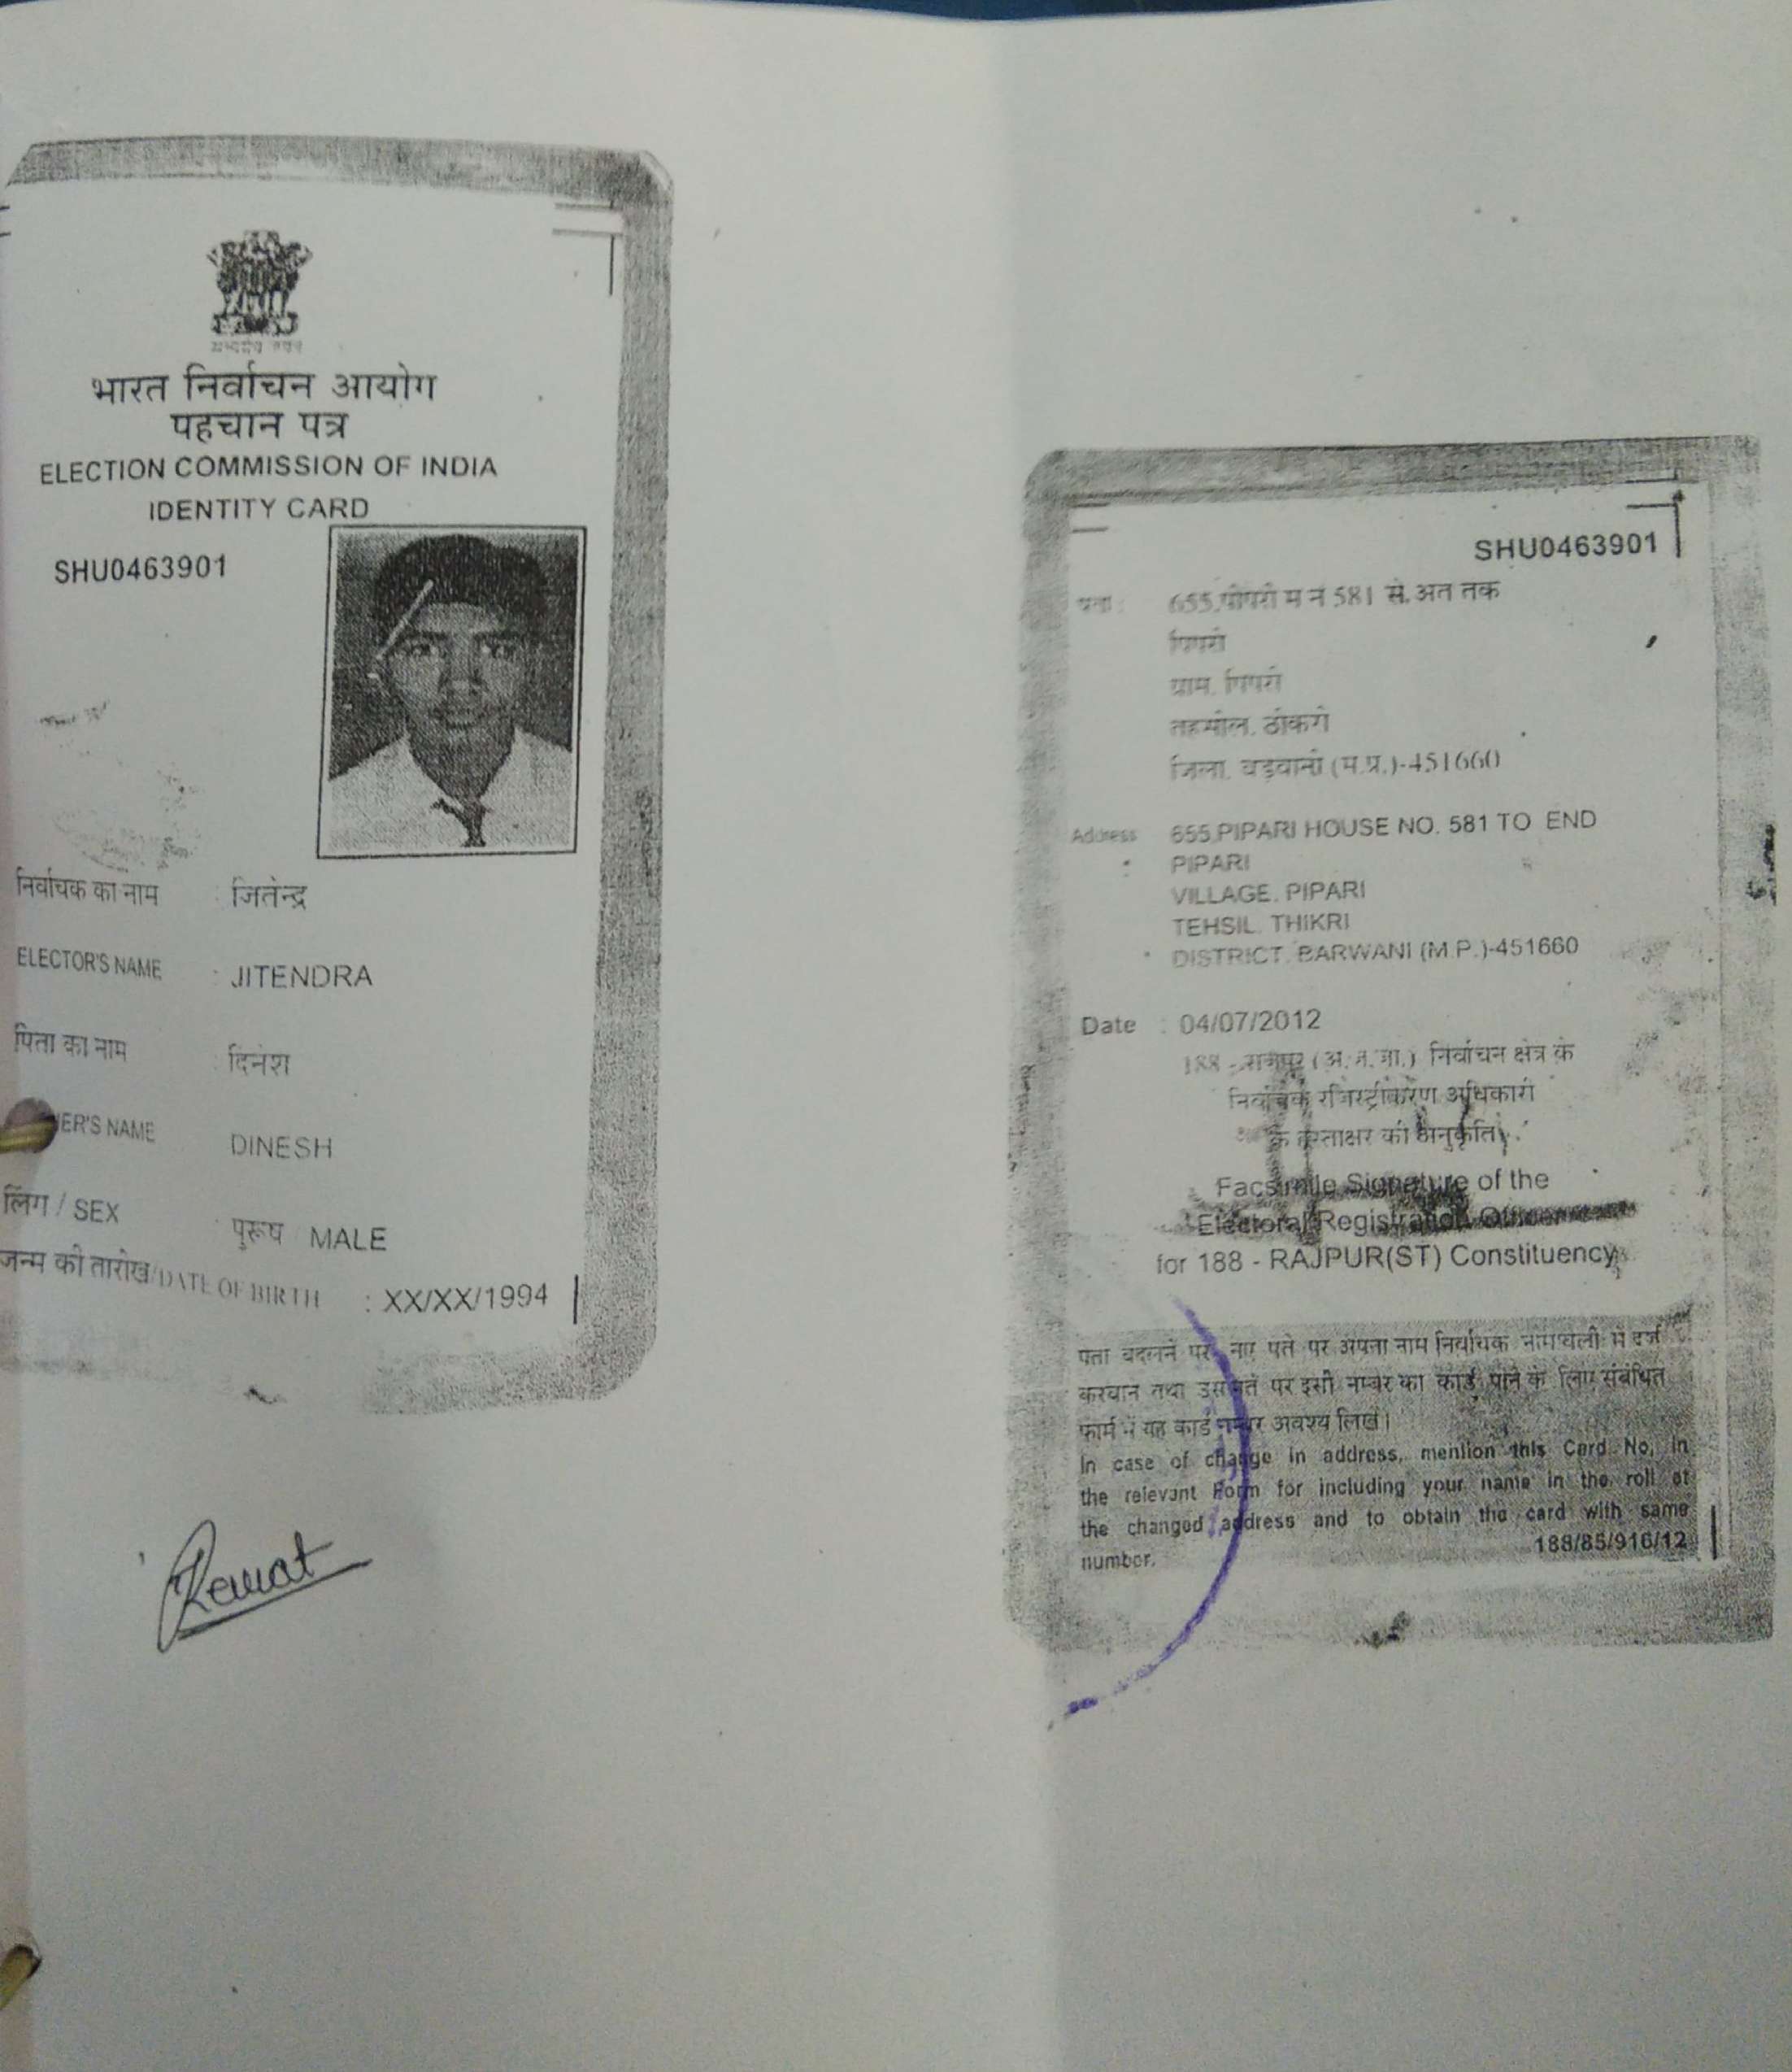 भारत निर्वाचन आयोग
पहचान पत्र
ELECTION COMMISSION OF INDIA
IDENTITY CARD
SHU0463901
निर्वाचक का नाम : जितेन्द्र
ELECTOR'S NAME : JITENDRA
पिता का नाम : दिनेश
HER'S NAME DINESH
लिंग / SEX : पुरूष / MALE
जन्म की तारीख/DATE OF BIRTH : XX/XX/1994
Rawat
SHU0463901
पता : 655, पीपरी म न 581 से, अंत तक
पिपरी
ग्राम. पिपरी
तहसील. ठीकरी
जिला. बड़वानी (म.प्र.)-451660
Address : 655,PIPARI HOUSE NO. 581 TO END
PIPARI
VILLAGE. PIPARI
TEHSIL. THIKRI
DISTRICT. BARWANI (M.P.)-451660
Date : 04/07/2012
188 - राजपुर (अ.ज.जा.) निर्वाचन क्षेत्र के
निर्वाचक रजिस्ट्रीकरण अधिकारी
के हस्ताक्षर की अनुकृति
Facsimile Signature of the
Electoral Registration Officer
for 188 - RAJPUR(ST) Constituency
पता बदलने पर, नए पते पर अपना नाम निर्वाचक नामावली में दर्ज
करवाने तथा उस पते पर इसी नम्बर का कार्ड पाने के लिए संबंधित
फार्म में यह कार्ड नम्बर अवश्य लिखें।
In case of change in address, mention this Card No. in
the relevant Form for including your name in the roll at
the changed address and to obtain the card with same
number.
188/85/916/12